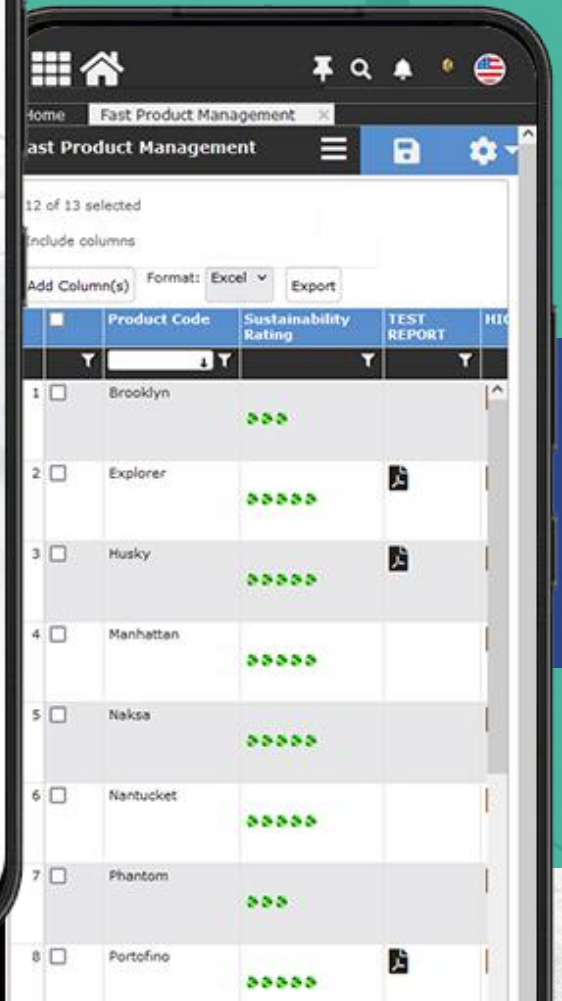 Home Fast Product Management ×
ast Product Management
12 of 13 selected
Include columns
Add Column(s) Format: Excel Export
Product Code Sustainability Rating TEST REPORT HIG
1 Brooklyn
2 Explorer
3 Husky
4 Manhattan
5 Naksa
6 Nantucket
7 Phantom
8 Portofino